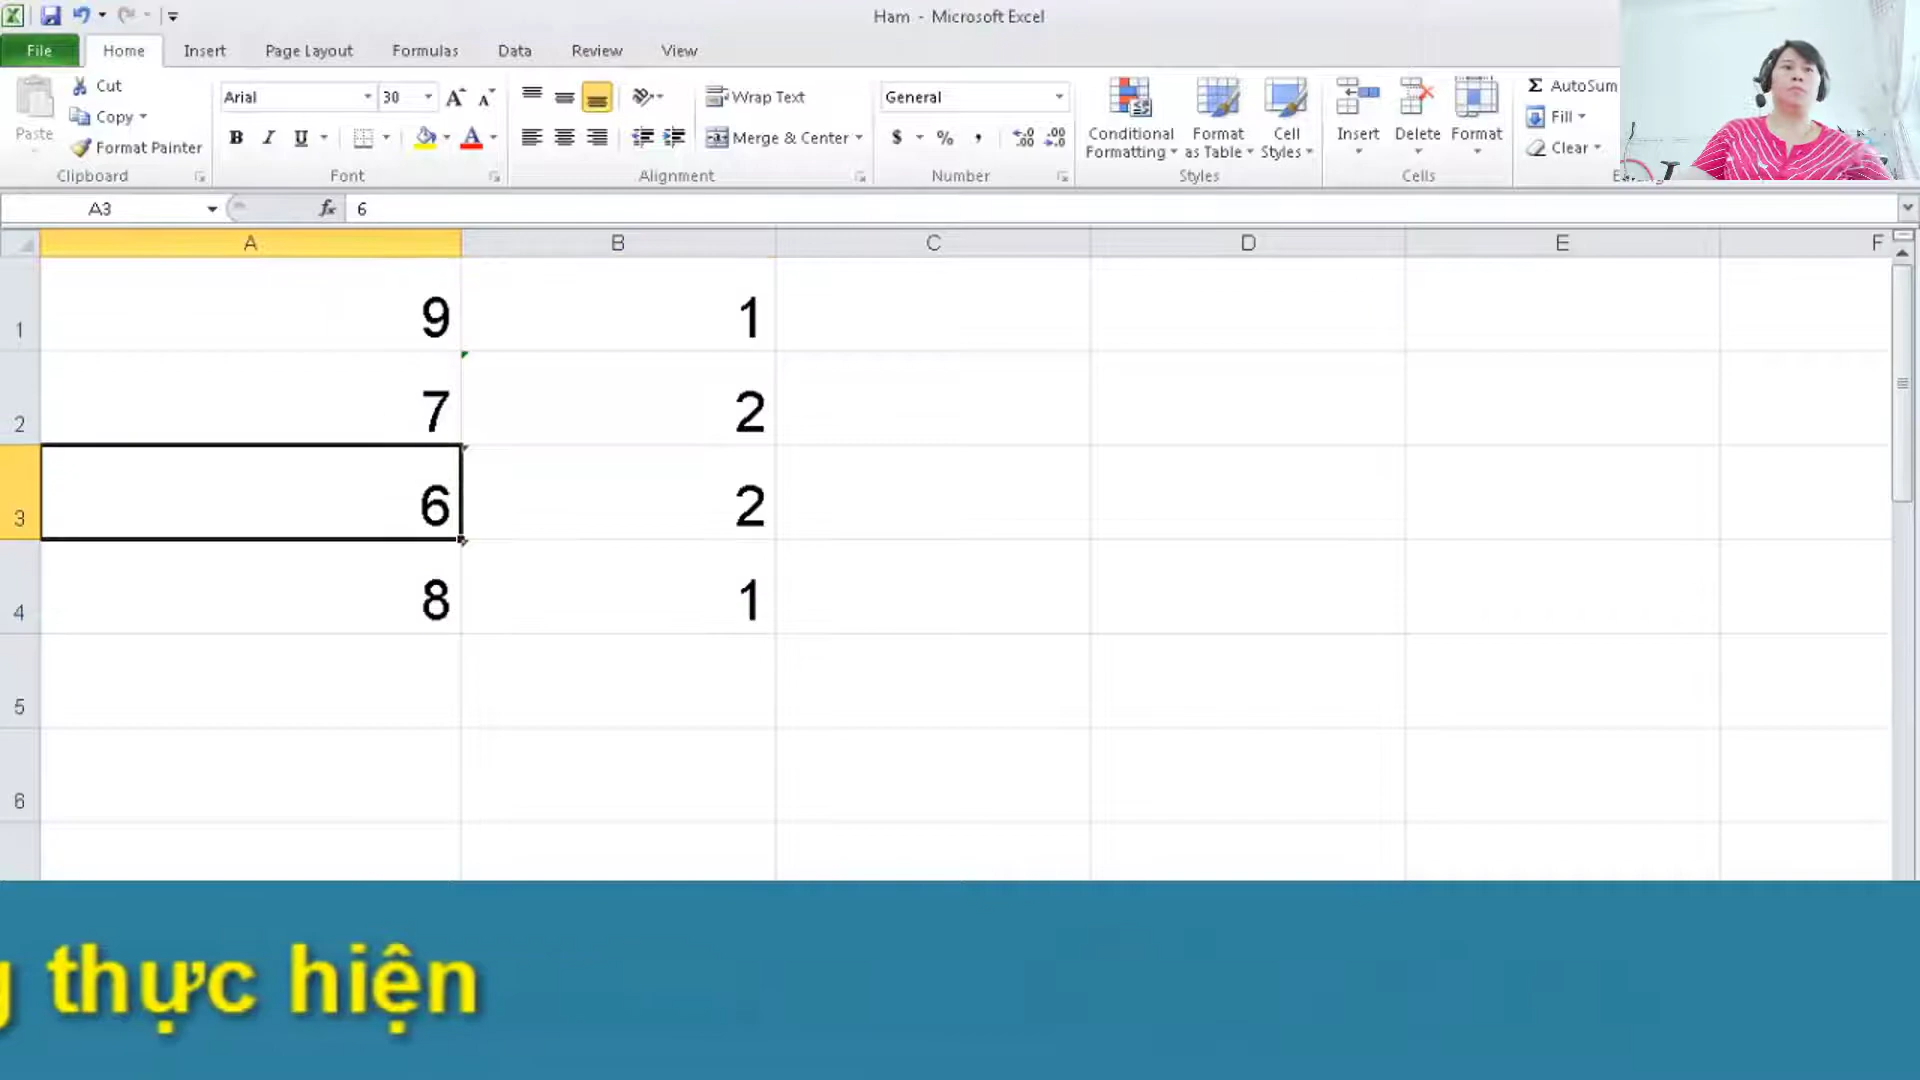 Ham - Microsoft Excel
File Home Insert Page Layout Formulas Data Review View
Paste
Cut
Copy
Format Painter
Clipboard
Arial 30
B I U
Font
Wrap Text
Merge & Center
Alignment
General
$ % ,
Number
Conditional Formatting
Format as Table
Cell Styles
Styles
Insert Delete Format
Cells
Σ AutoSum
Fill
Clear
A3 fx 6
A B C D E F
1 9 1
2 7 2
3 6 2
4 8 1
5
6
thực hiện